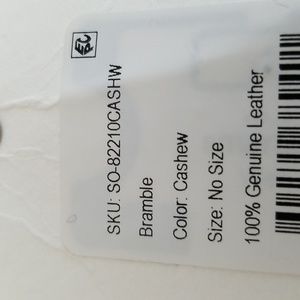 SKU: SO-82210CASHW
Bramble
Color: Cashew
Size: No Size
100% Genuine Leather